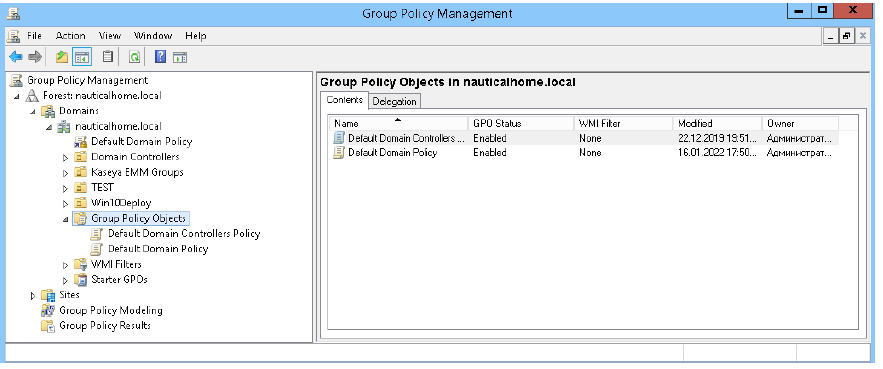 Group Policy Management
File Action View Window Help
Group Policy Management
Forest: nauticalhome.local
Domains
nauticalhome.local
Default Domain Policy
Domain Controllers
Kaseya EMM Groups
TEST
Win10Deploy
Group Policy Objects
Default Domain Controllers Policy
Default Domain Policy
WMI Filters
Starter GPOs
Sites
Group Policy Modeling
Group Policy Results
Group Policy Objects in nauticalhome.local
Contents Delegation
Name GPO Status WMI Filter Modified Owner
Default Domain Controllers ... Enabled None 22.12.2019 19:51... Администрат...
Default Domain Policy Enabled None 16.01.2022 17:50... Администрат...